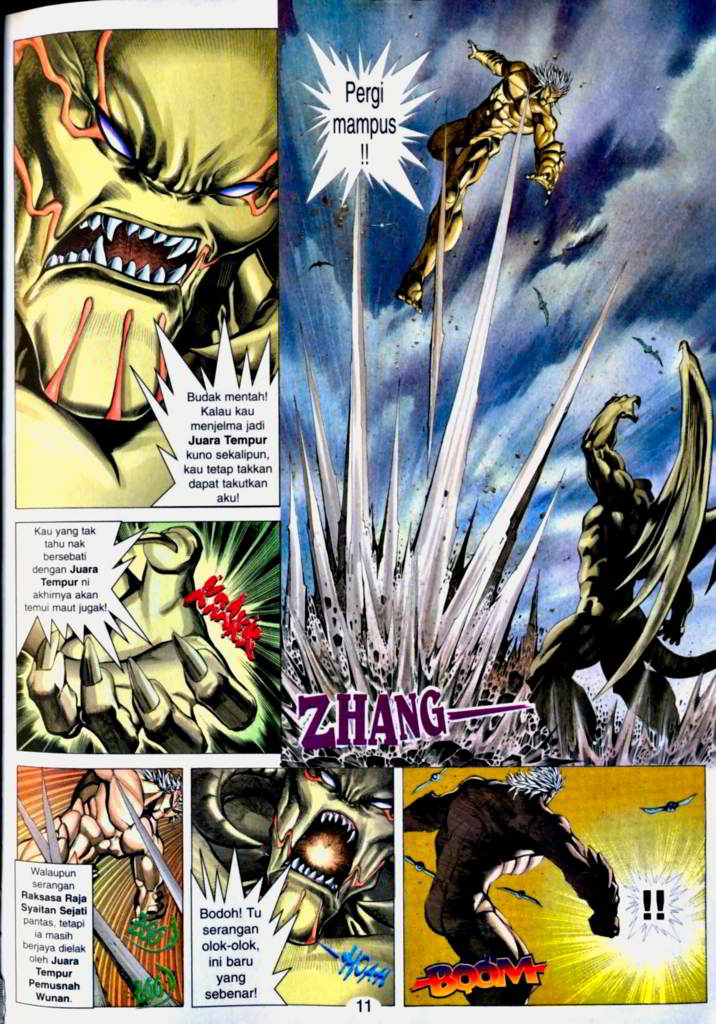 Budak mentah!
Kalau kau
menjelma jadi
Juara Tempur
kuno sekalipun,
kau tetap takkan
dapat takutkan
aku!
Pergi
mampus
!!
ZHANG
Kau yang tak
tahu nak
bersebati
dengan Juara
Tempur ni
akhirnya akan
temui maut jugak!
Walaupun
serangan
Raksasa Raja
Syaitan Sejati
pantas, tetapi
ia masih
berjaya dielak
oleh Juara
Tempur
Pemusnah
Wunan.
Bodoh! Tu
serangan
olok-olok,
ini baru
yang
sebenar!
HOAH
!!
BOOM
11